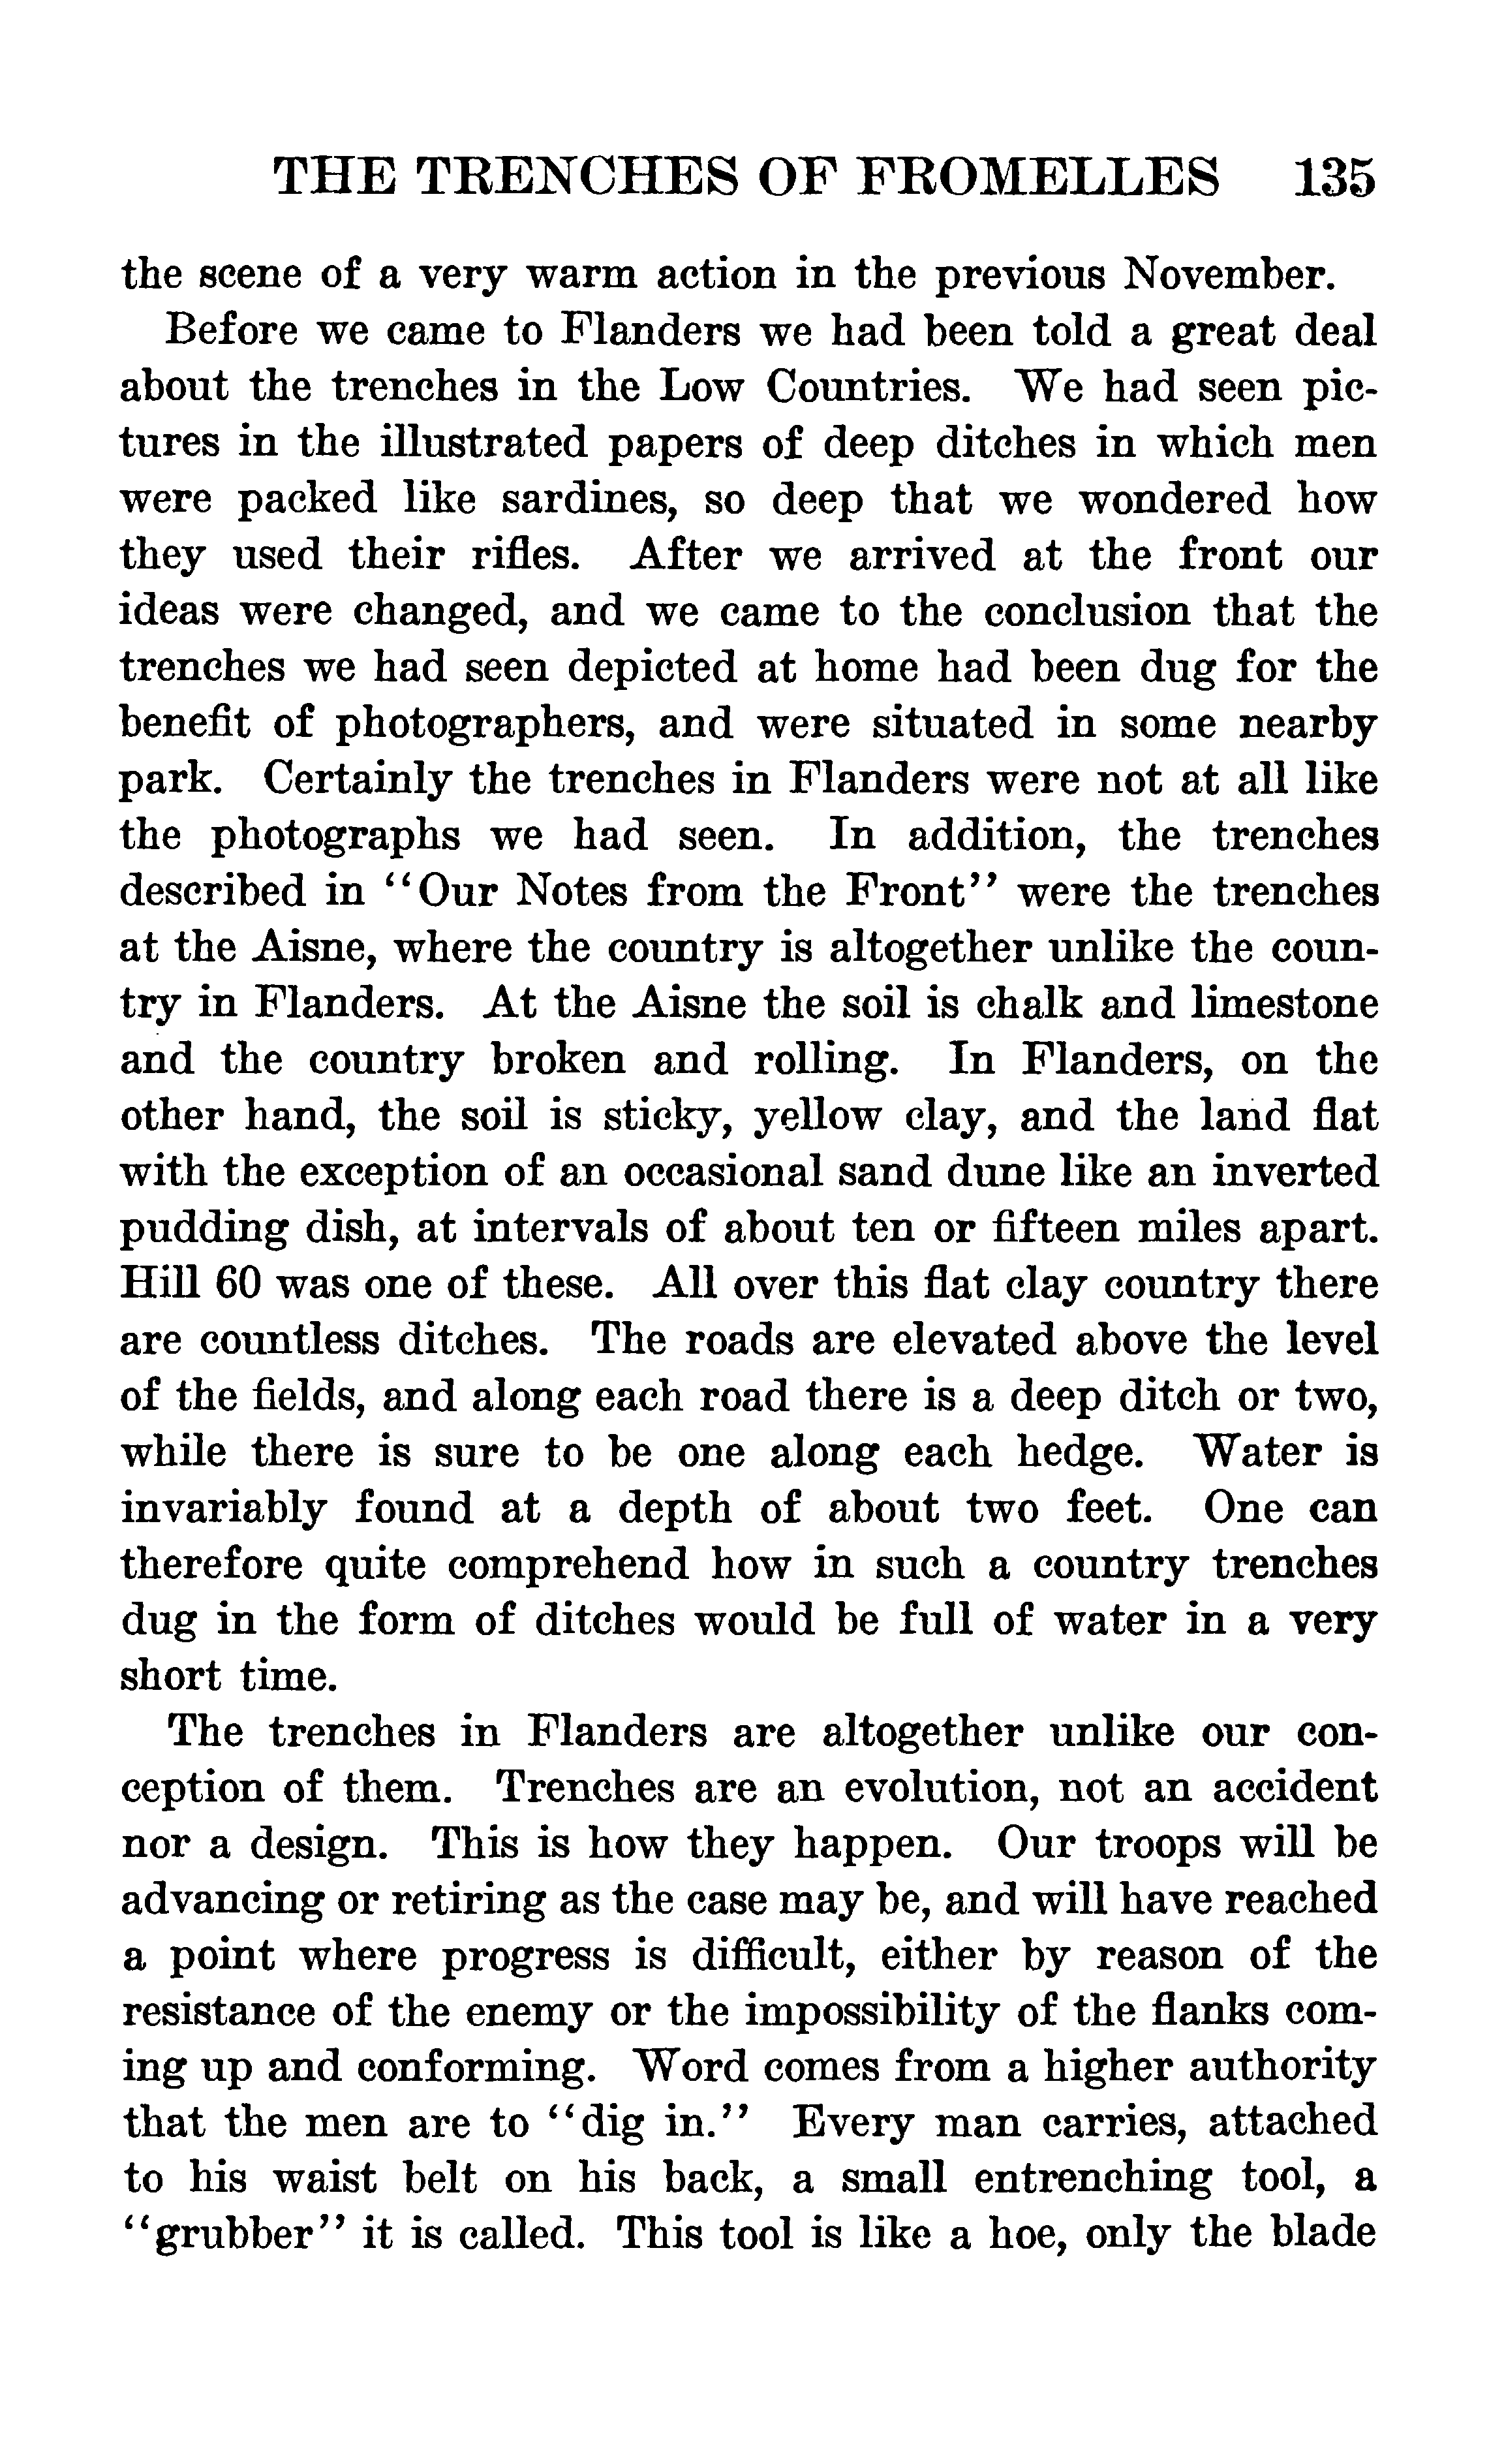 THE TRENCHES OF FROMELLES 135
the scene of a very warm action in the previous November.
Before we came to Flanders we had been told a great deal
about the trenches in the Low Countries. We had seen pic-
tures in the illustrated papers of deep ditches in which men
were packed like sardines, so deep that we wondered how
they used their rifles. After we arrived at the front our
ideas were changed, and we came to the conclusion that the
trenches we had seen depicted at home had been dug for the
benefit of photographers, and were situated in some nearby
park. Certainly the trenches in Flanders were not at all like
the photographs we had seen. In addition, the trenches
described in "Our Notes from the Front" were the trenches
at the Aisne, where the country is altogether unlike the coun-
try in Flanders. At the Aisne the soil is chalk and limestone
and the country broken and rolling. In Flanders, on the
other hand, the soil is sticky, yellow clay, and the land flat
with the exception of an occasional sand dune like an inverted
pudding dish, at intervals of about ten or fifteen miles apart.
Hill 60 was one of these. All over this flat clay country there
are countless ditches. The roads are elevated above the level
of the fields, and along each road there is a deep ditch or two,
while there is sure to be one along each hedge. Water is
invariably found at a depth of about two feet. One can
therefore quite comprehend how in such a country trenches
dug in the form of ditches would be full of water in a very
short time.
The trenches in Flanders are altogether unlike our con-
ception of them. Trenches are an evolution, not an accident
nor a design. This is how they happen. Our troops will be
advancing or retiring as the case may be, and will have reached
a point where progress is difficult, either by reason of the
resistance of the enemy or the impossibility of the flanks com-
ing up and conforming. Word comes from a higher authority
that the men are to "dig in." Every man carries, attached
to his waist belt on his back, a small entrenching tool, a
"grubber" it is called. This tool is like a hoe, only the blade